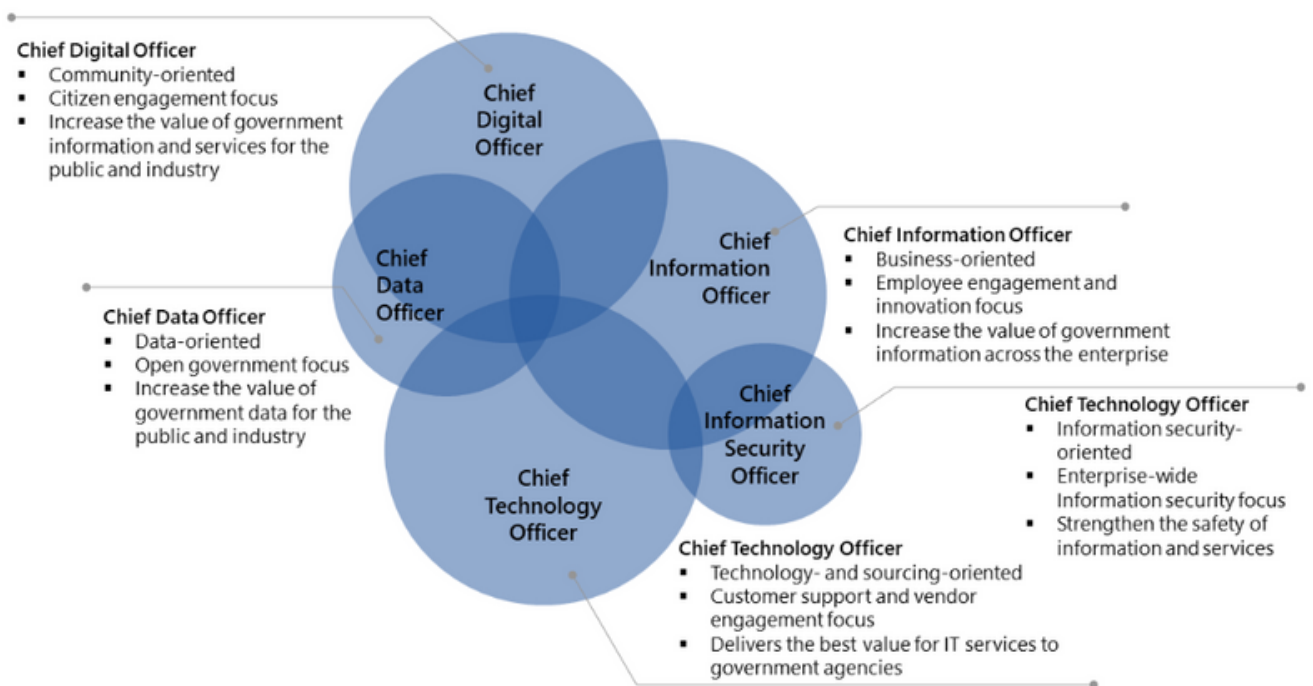 Chief Digital Officer
▪ Community-oriented
▪ Citizen engagement focus
▪ Increase the value of government
information and services for the
public and industry
Chief
Digital
Officer
Chief
Data
Officer
Chief
Information
Officer
Chief Information Officer
▪ Business-oriented
▪ Employee engagement and
innovation focus
▪ Increase the value of government
information across the enterprise
Chief Data Officer
▪ Data-oriented
▪ Open government focus
▪ Increase the value of
government data for the
public and industry
Chief
Information
Security
Officer
Chief Technology Officer
▪ Information security-
oriented
▪ Enterprise-wide
Information security focus
▪ Strengthen the safety of
information and services
Chief
Technology
Officer
Chief Technology Officer
▪ Technology- and sourcing-oriented
▪ Customer support and vendor
engagement focus
▪ Delivers the best value for IT services to
government agencies